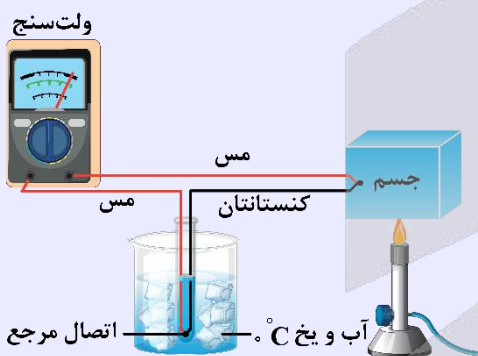 ولت‌سنج
مس
جسم
مس
کنستانتان
اتصال مرجع
آب و یخ ۰°C